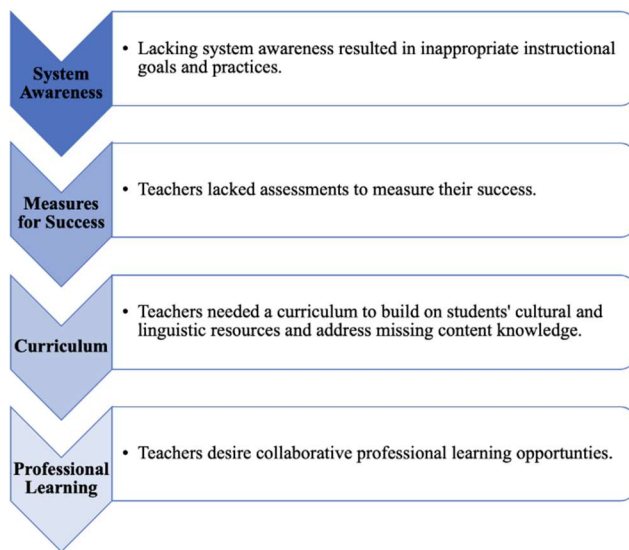 System
Awareness
• Lacking system awareness resulted in inappropriate instructional
goals and practices.
Measures
for Success
• Teachers lacked assessments to measure their success.
Curriculum
• Teachers needed a curriculum to build on students' cultural and
linguistic resources and address missing content knowledge.
Professional
Learning
• Teachers desire collaborative professional learning opportunties.